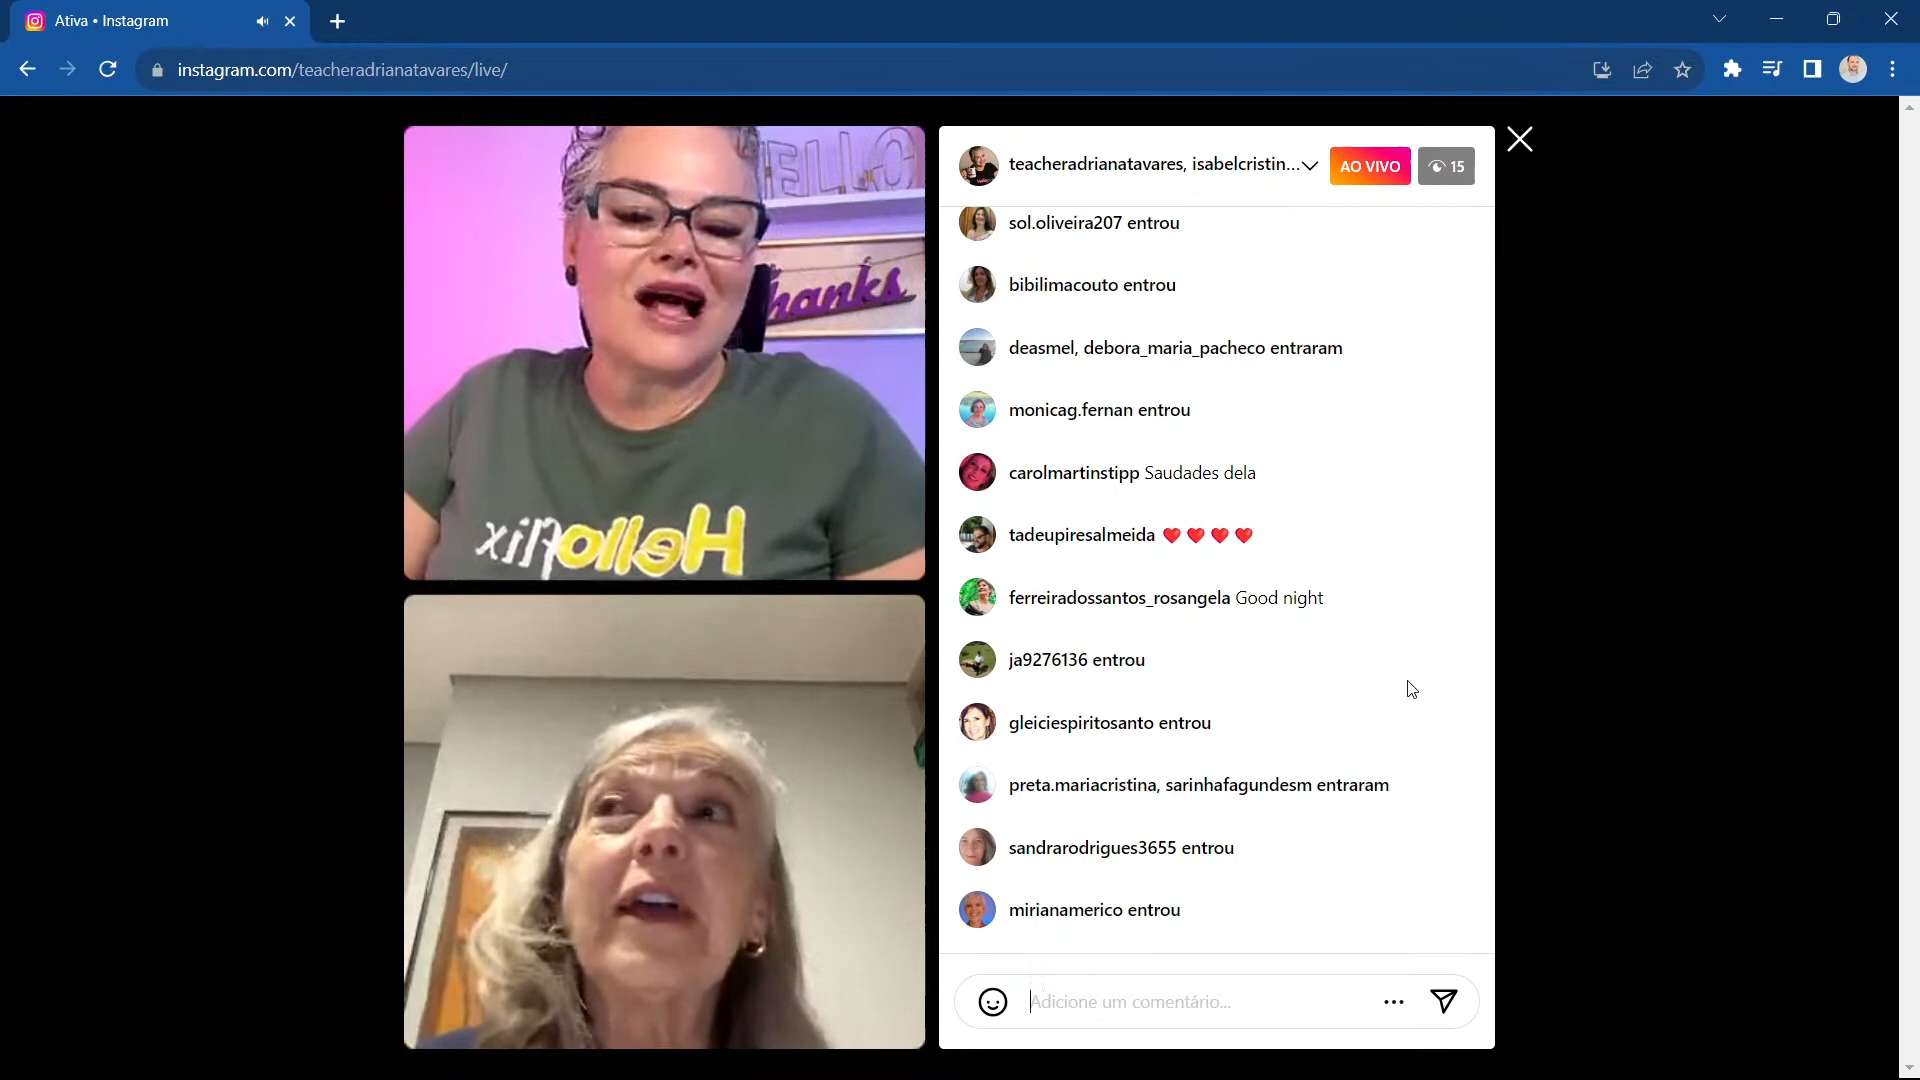 Ativa • Instagram
instagram.com/teacheradrianatavares/live/
HELLO
hanks
Helloflix
teacheradrianatavares, isabelcristin...
AO VIVO
15
sol.oliveira207 entrou
bibilimacouto entrou
deasmel, debora_maria_pacheco entraram
monicag.fernan entrou
carolmartinstipp Saudades dela
tadeupiresalmeida ❤️ ❤️ ❤️ ❤️
ferreiradossantos_rosangela Good night
ja9276136 entrou
gleiciespiritosanto entrou
preta.mariacristina, sarinhafagundesm entraram
sandrarodrigues3655 entrou
mirianamerico entrou
Adicione um comentário...